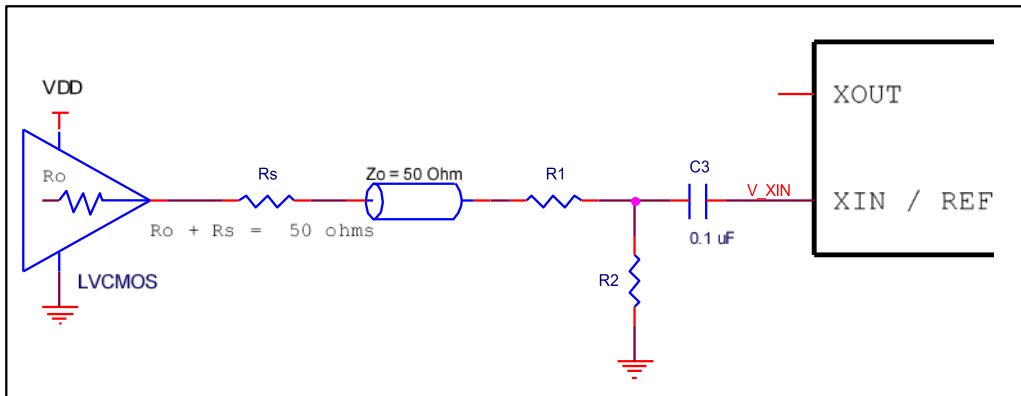 VDD
Ro
Rs
Zo = 50 Ohm
R1
C3
V_XIN
XOUT
XIN / REF
Ro + Rs = 50 ohms
0.1 uF
LVCMOS
R2